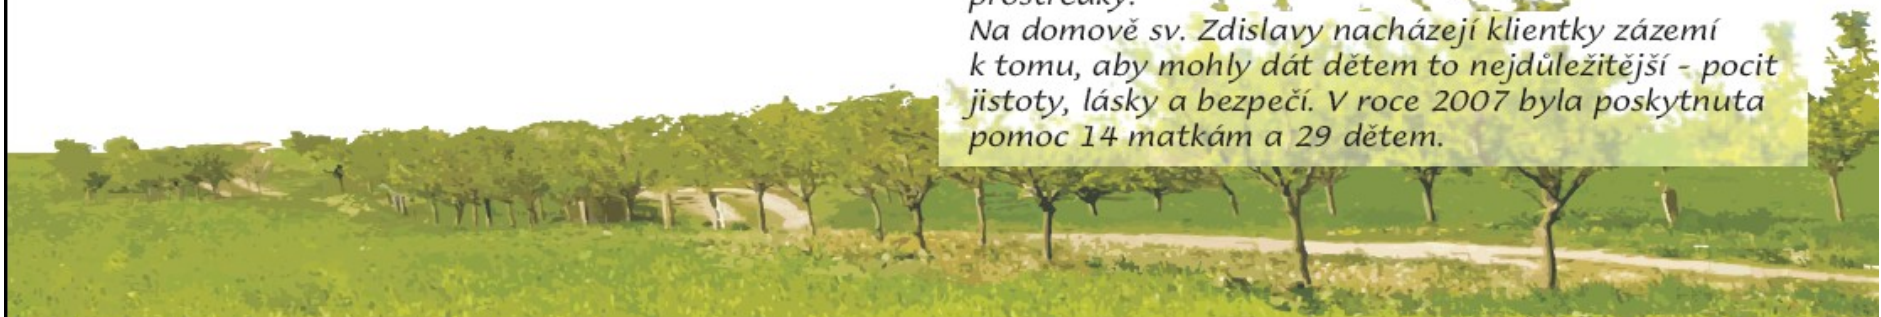 prostředky.
Na domově sv. Zdislavy nacházejí klientky zázemí
k tomu, aby mohly dát dětem to nejdůležitější - pocit
jistoty, lásky a bezpečí. V roce 2007 byla poskytnuta
pomoc 14 matkám a 29 dětem.